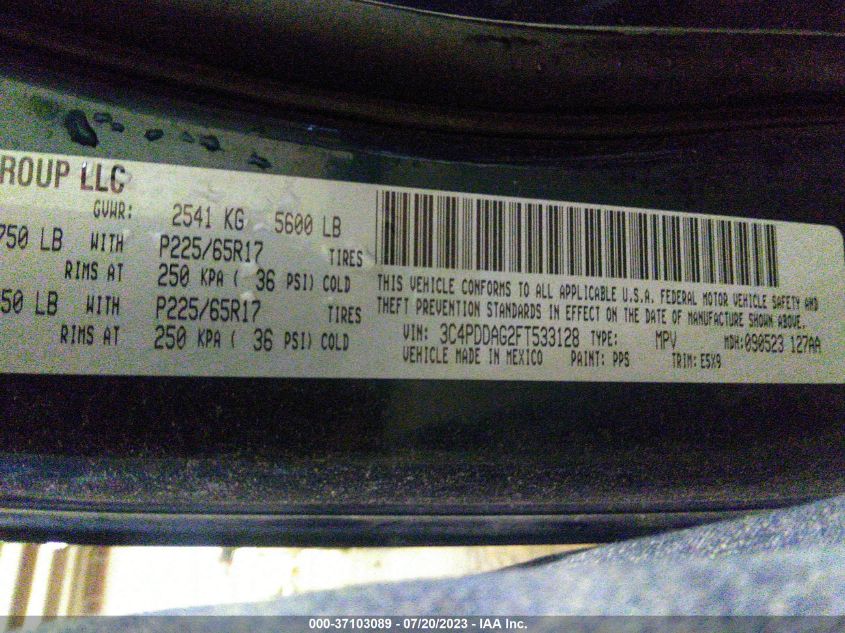 ROUP LLC
GVWR: 2541 KG 5600 LB
750 LB WITH P225/65R17 TIRES
RIMS AT 250 KPA ( 36 PSI) COLD
50 LB WITH P225/65R17 TIRES
RIMS AT 250 KPA ( 36 PSI) COLD
THIS VEHICLE CONFORMS TO ALL APPLICABLE U.S.A. FEDERAL MOTOR VEHICLE SAFETY AND
THEFT PREVENTION STANDARDS IN EFFECT ON THE DATE OF MANUFACTURE SHOWN ABOVE.
VIN: 3C4PDDAG2FT533128 TYPE: MPV MDH:090523 127AA
VEHICLE MADE IN MEXICO PAINT: PPS TRIM: E5X9
000-37103089 - 07/20/2023 - IAA Inc.